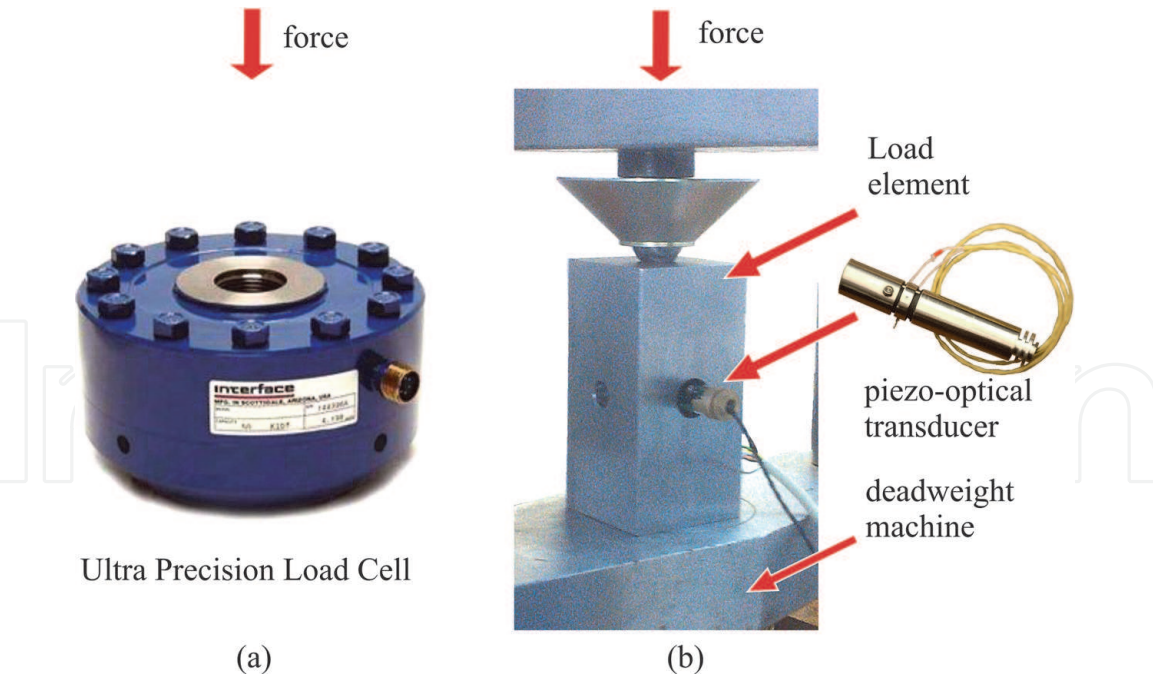 force
Ultra Precision Load Cell
(a)
interface
MFG. IN SCOTTSDALE, ARIZONA, USA
force
Load
element
piezo-optical
transducer
deadweight
machine
(b)